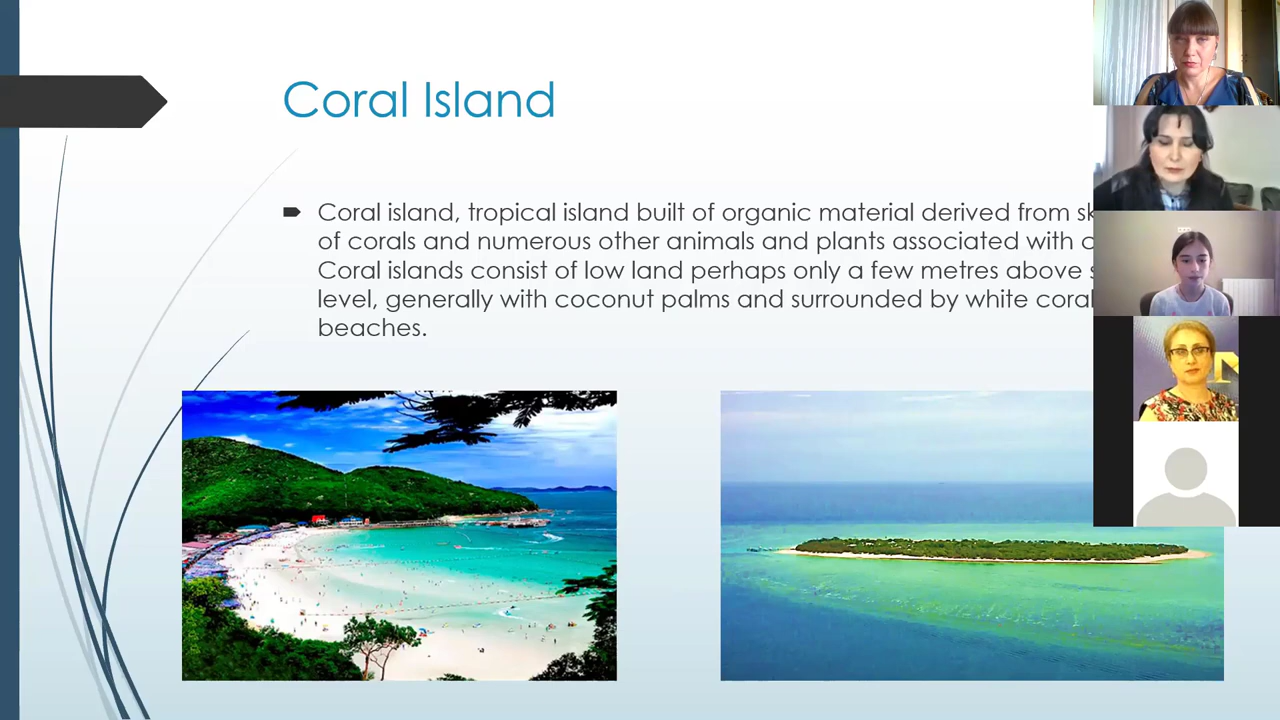 Coral Island
Coral island, tropical island built of organic material derived from
of corals and numerous other animals and plants associated with
Coral islands consist of low land perhaps only a few metres above
level, generally with coconut palms and surrounded by white coral
beaches.